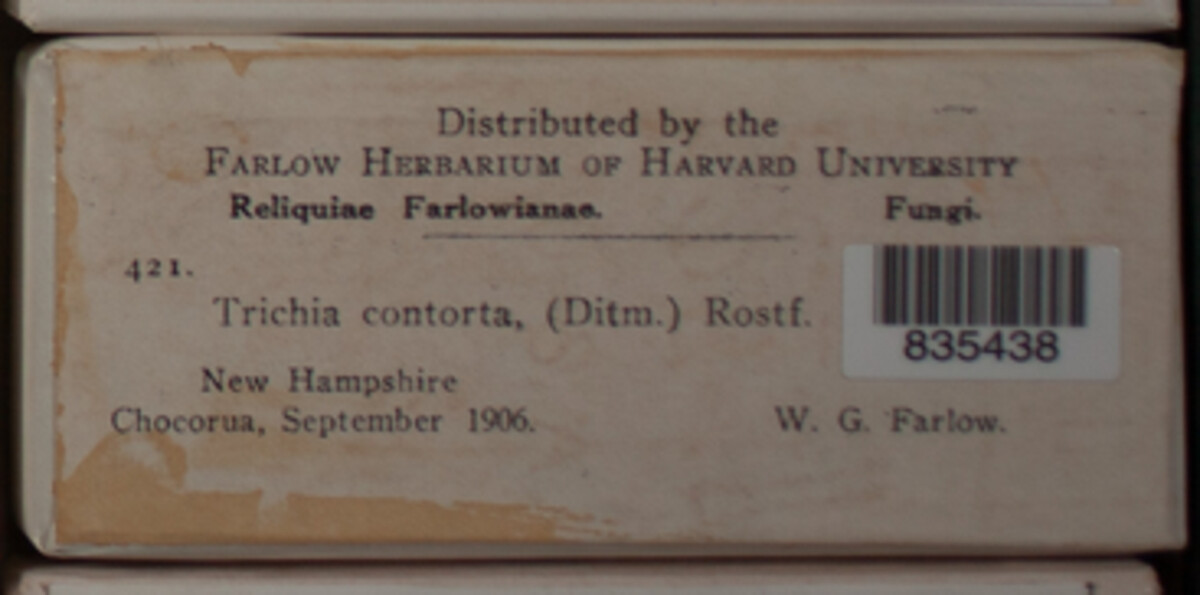 Distributed by the
FARLOW HERBARIUM OF HARVARD UNIVERSITY
Reliquiae Farlowianae. Fungi.
421.
Trichia contorta, (Ditm.) Rostf.
835438
New Hampshire
Chocorua, September 1906. W. G. Farlow.